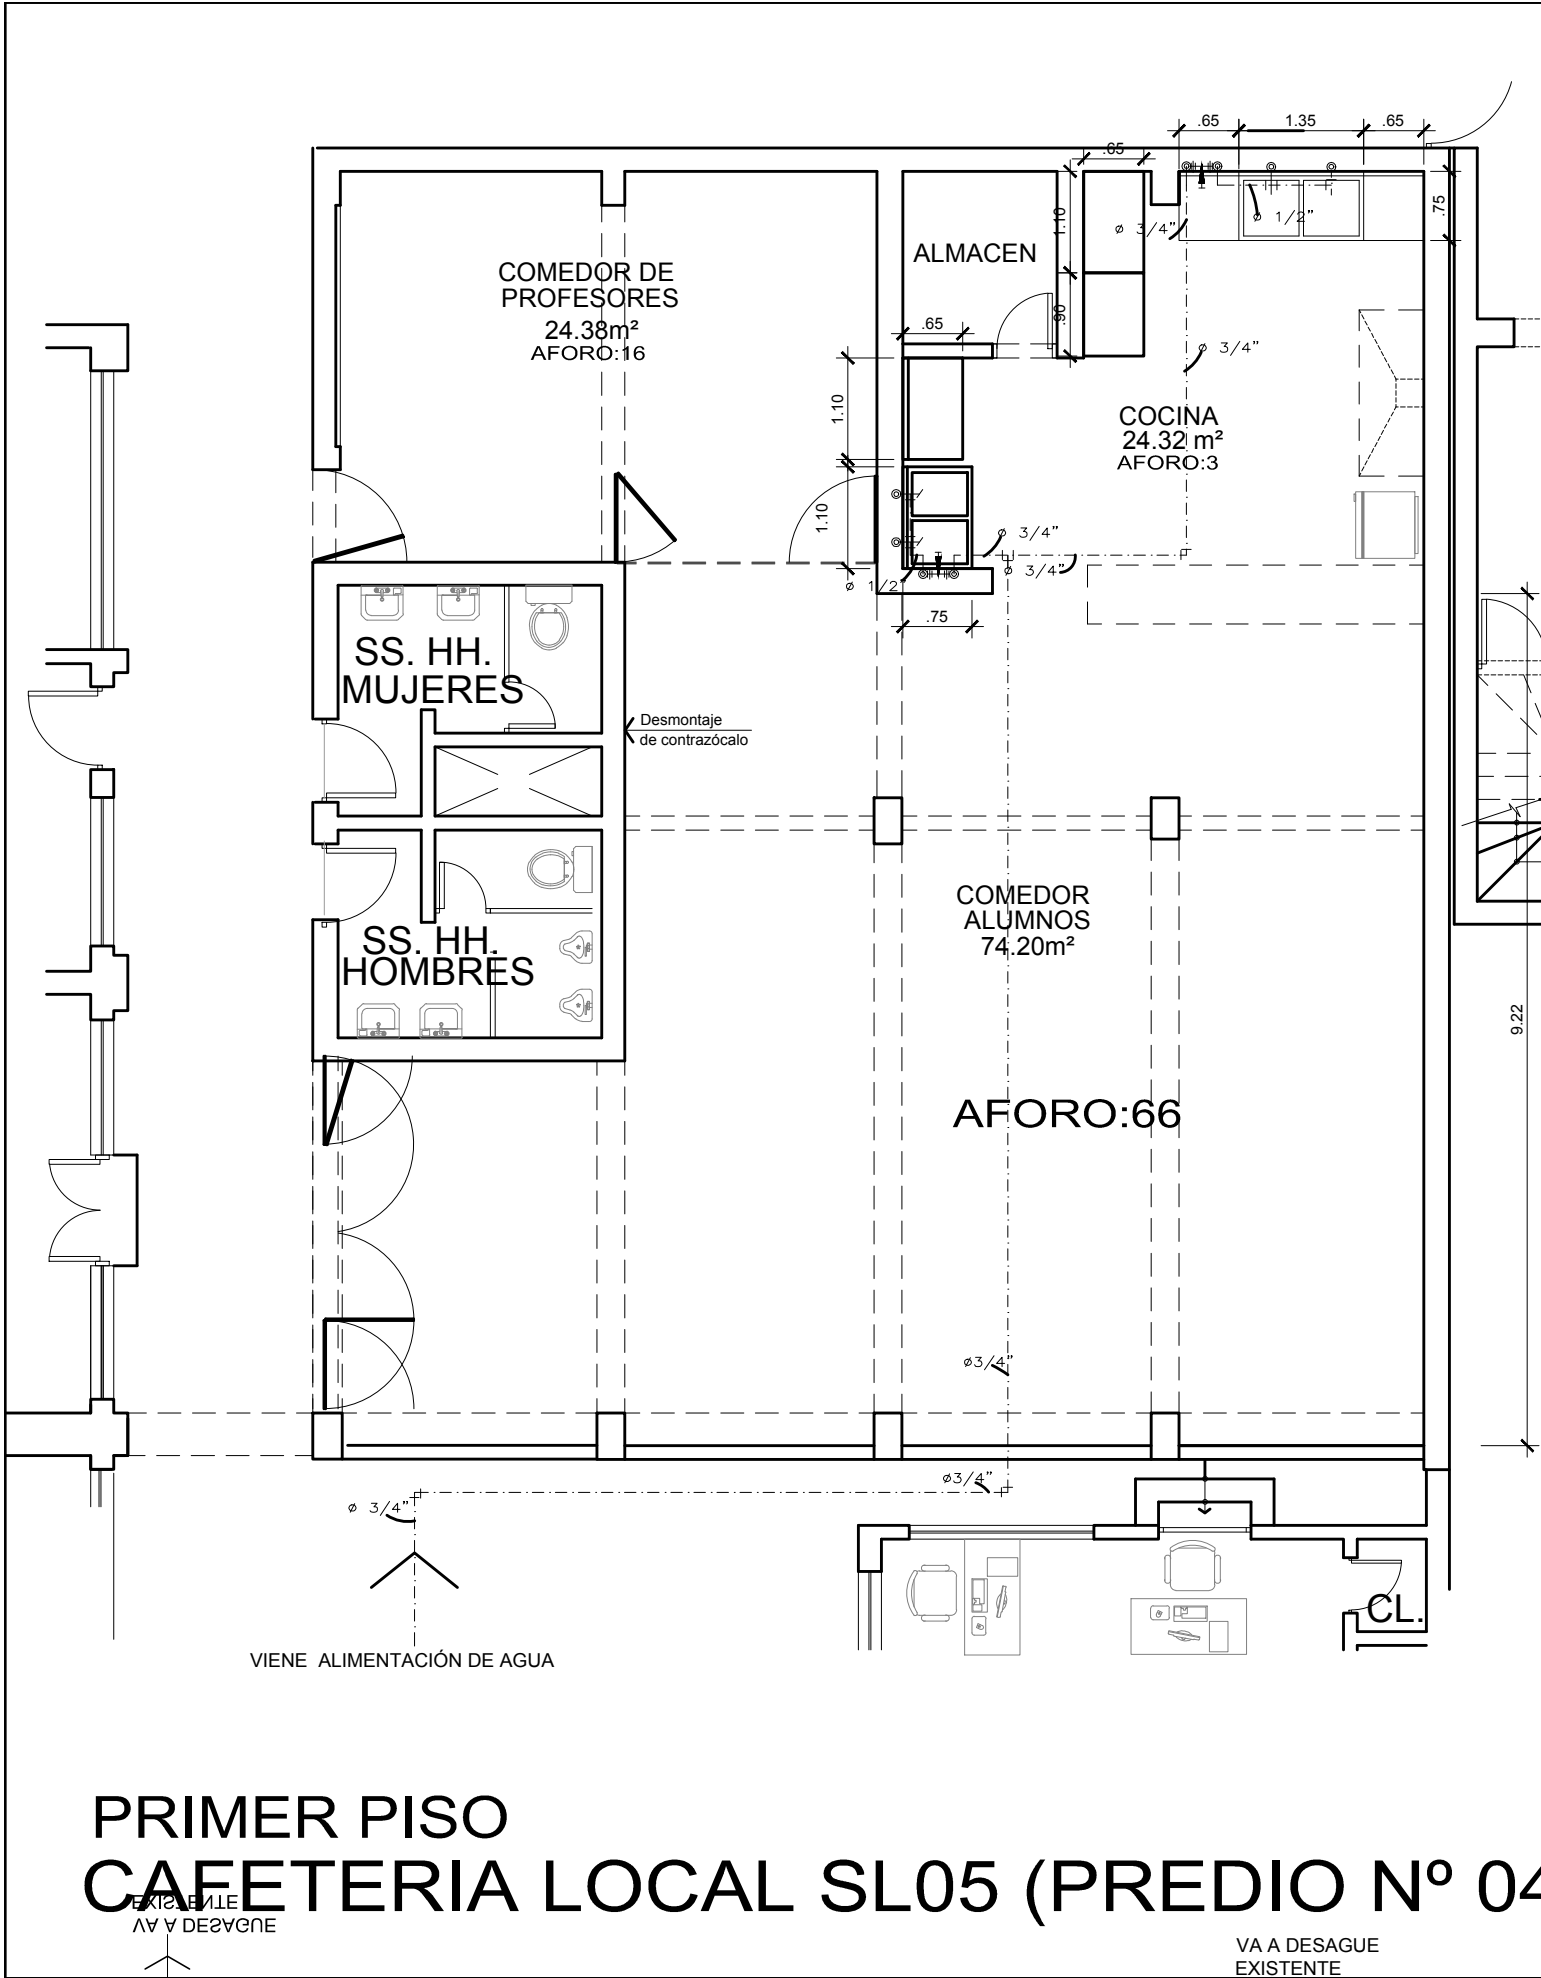 .65
1.35
.65
.65
.75
1.10
ø 3/4"
ø 1/2"
ALMACEN
COMEDOR DE
PROFESORES
24.38m²
AFORO:16
.90
.65
ø 3/4"
1.10
COCINA
24.32 m²
AFORO:3
1.10
ø 3/4"
ø 3/4"
ø 1/2"
.75
SS. HH.
MUJERES
Desmontaje
de contrazócalo
COMEDOR
ALUMNOS
74.20m²
SS. HH.
HOMBRES
9.22
AFORO:66
ø3/4"
ø3/4"
ø 3/4"
CL.
VIENE ALIMENTACIÓN DE AGUA
PRIMER PISO
CAFETERIA LOCAL SL05 (PREDIO Nº 04
EXISTENTE
VA A DESAGUE
VA A DESAGUE
EXISTENTE